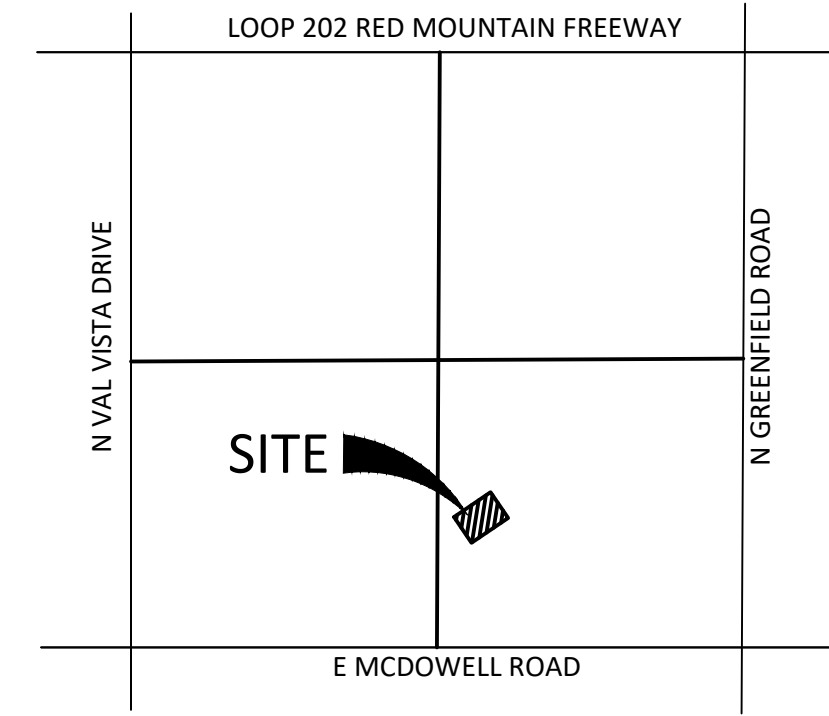 LOOP 202 RED MOUNTAIN FREEWAY
N VAL VISTA DRIVE
N GREENFIELD ROAD
SITE
E MCDOWELL ROAD